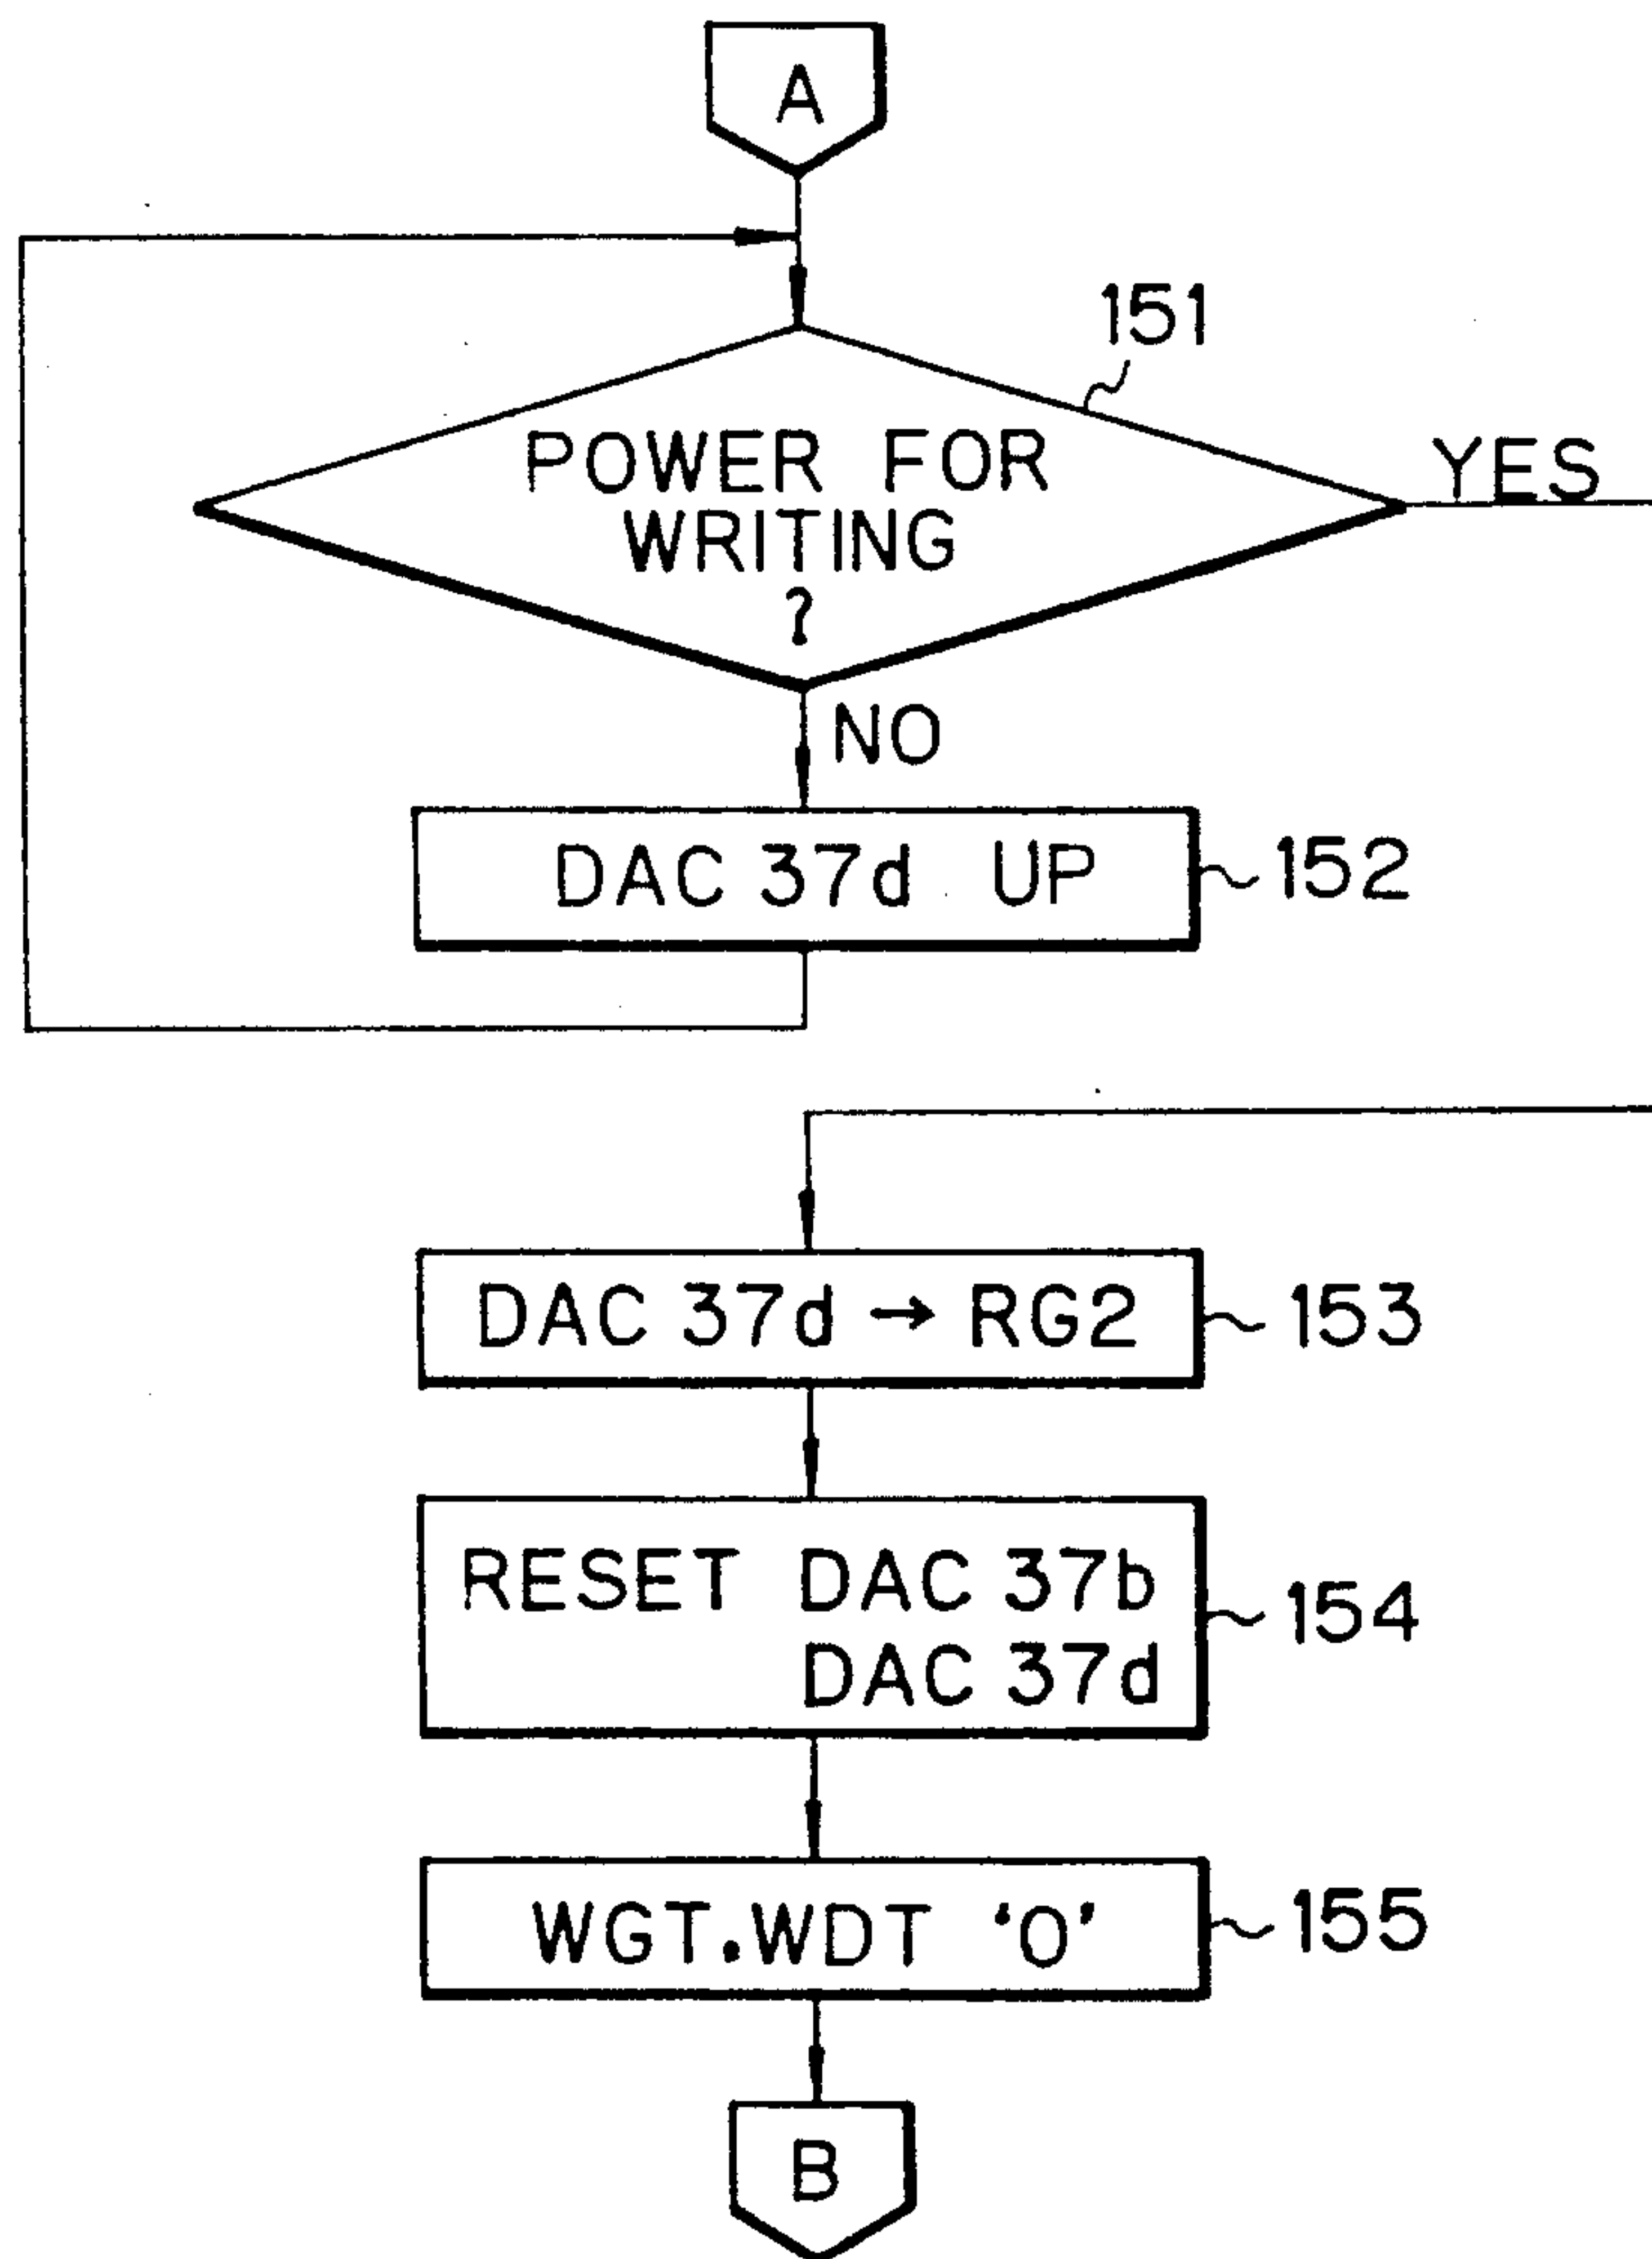 A
151
POWER FOR
WRITING
?
YES
NO
DAC 37d UP
152
DAC 37d → RG2
153
RESET DAC 37b
DAC 37d
154
WGT.WDT ‘0’
155
B